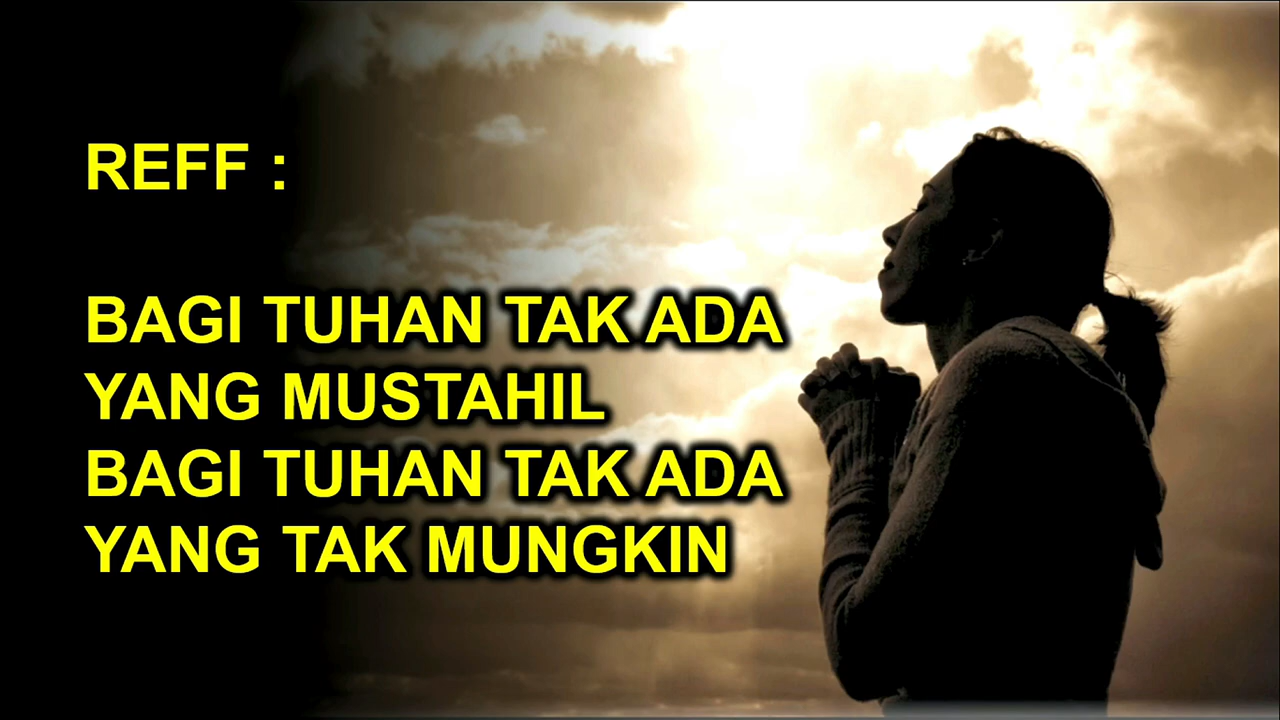 REFF :
BAGI TUHAN TAK ADA
YANG MUSTAHIL
BAGI TUHAN TAK ADA
YANG TAK MUNGKIN